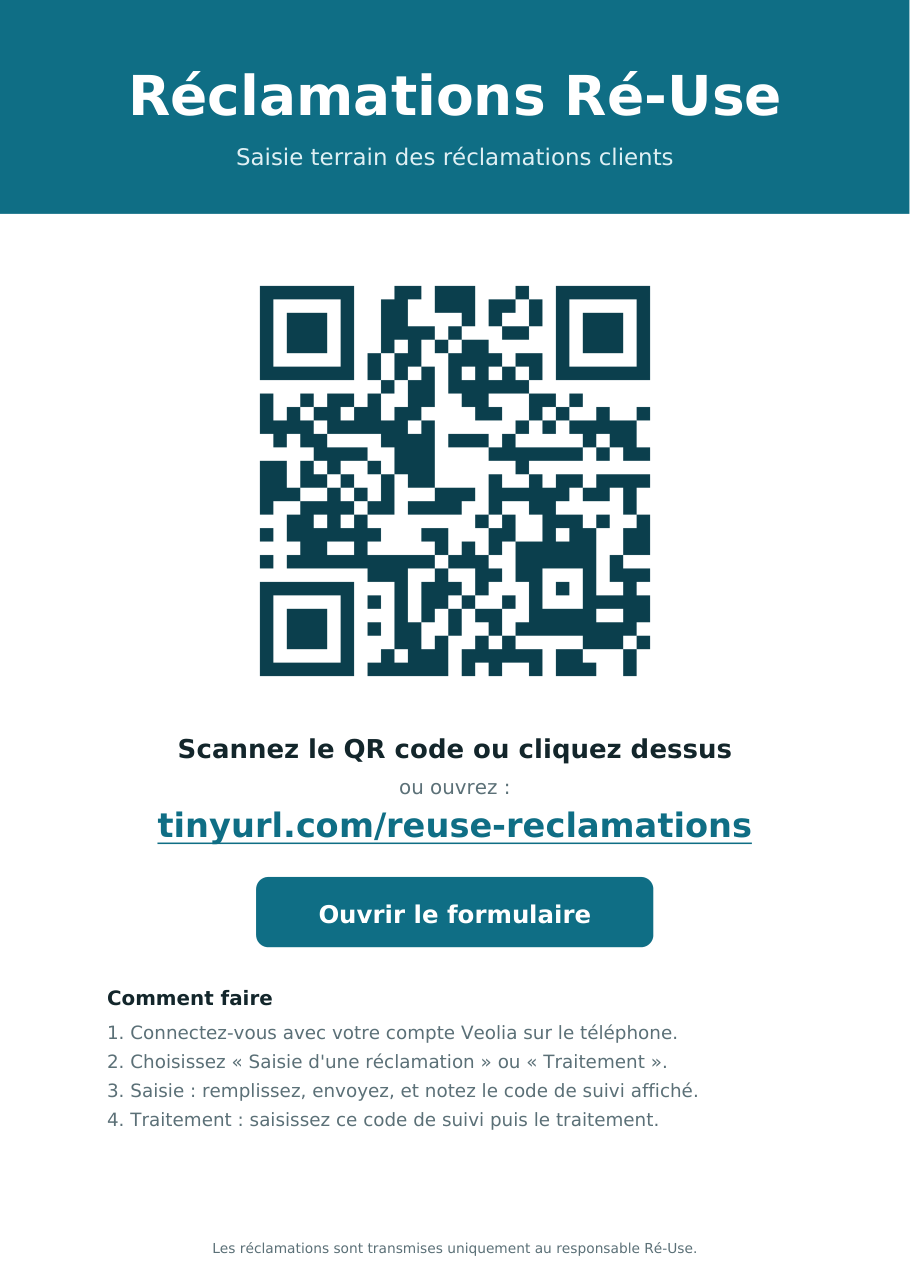 Réclamations Ré-Use
Saisie terrain des réclamations clients
Scannez le QR code ou cliquez dessus
ou ouvrez :
tinyurl.com/reuse-reclamations
Ouvrir le formulaire
Comment faire
1. Connectez-vous avec votre compte Veolia sur le téléphone.
2. Choisissez « Saisie d'une réclamation » ou « Traitement ».
3. Saisie : remplissez, envoyez, et notez le code de suivi affiché.
4. Traitement : saisissez ce code de suivi puis le traitement.
Les réclamations sont transmises uniquement au responsable Ré-Use.